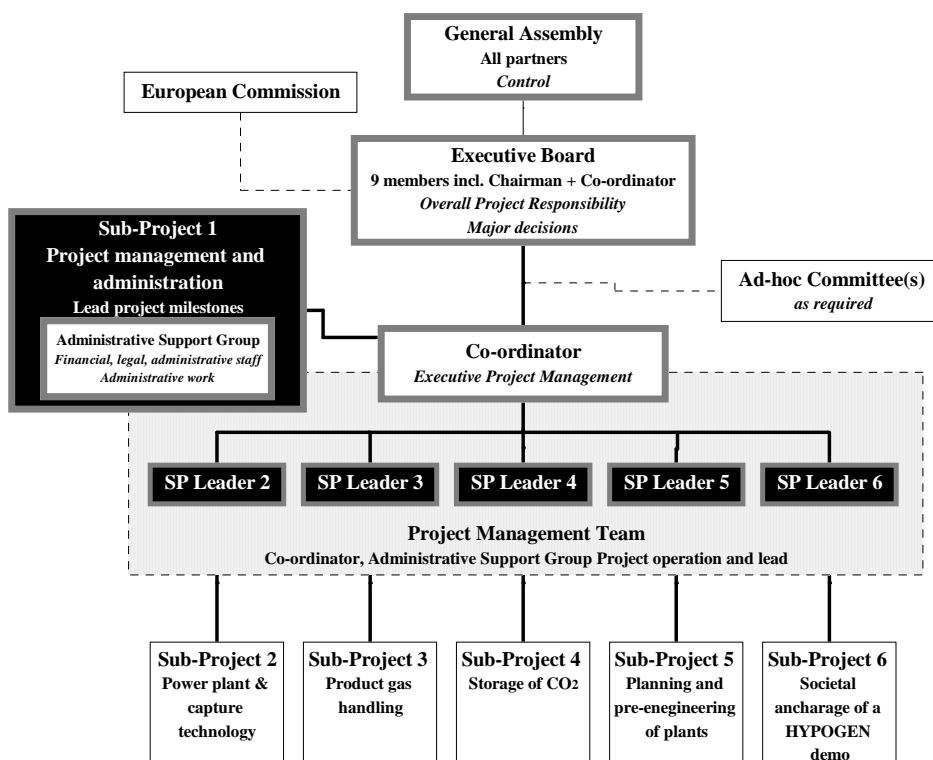 General Assembly
All partners
Control
European Commission
Executive Board
9 members incl. Chairman + Co-ordinator
Overall Project Responsibility
Major decisions
Sub-Project 1
Project management and
administration
Lead project milestones
Administrative Support Group
Financial, legal, administrative staff
Administrative work
Ad-hoc Committee(s)
as required
Co-ordinator
Executive Project Management
SP Leader 2
SP Leader 3
SP Leader 4
SP Leader 5
SP Leader 6
Project Management Team
Co-ordinator, Administrative Support Group Project operation and lead
Sub-Project 2
Power plant &
capture
technology
Sub-Project 3
Product gas
handling
Sub-Project 4
Storage of CO2
Sub-Project 5
Planning and
pre-enegineering
of plants
Sub-Project 6
Societal
ancharage of a
HYPOGEN
demo